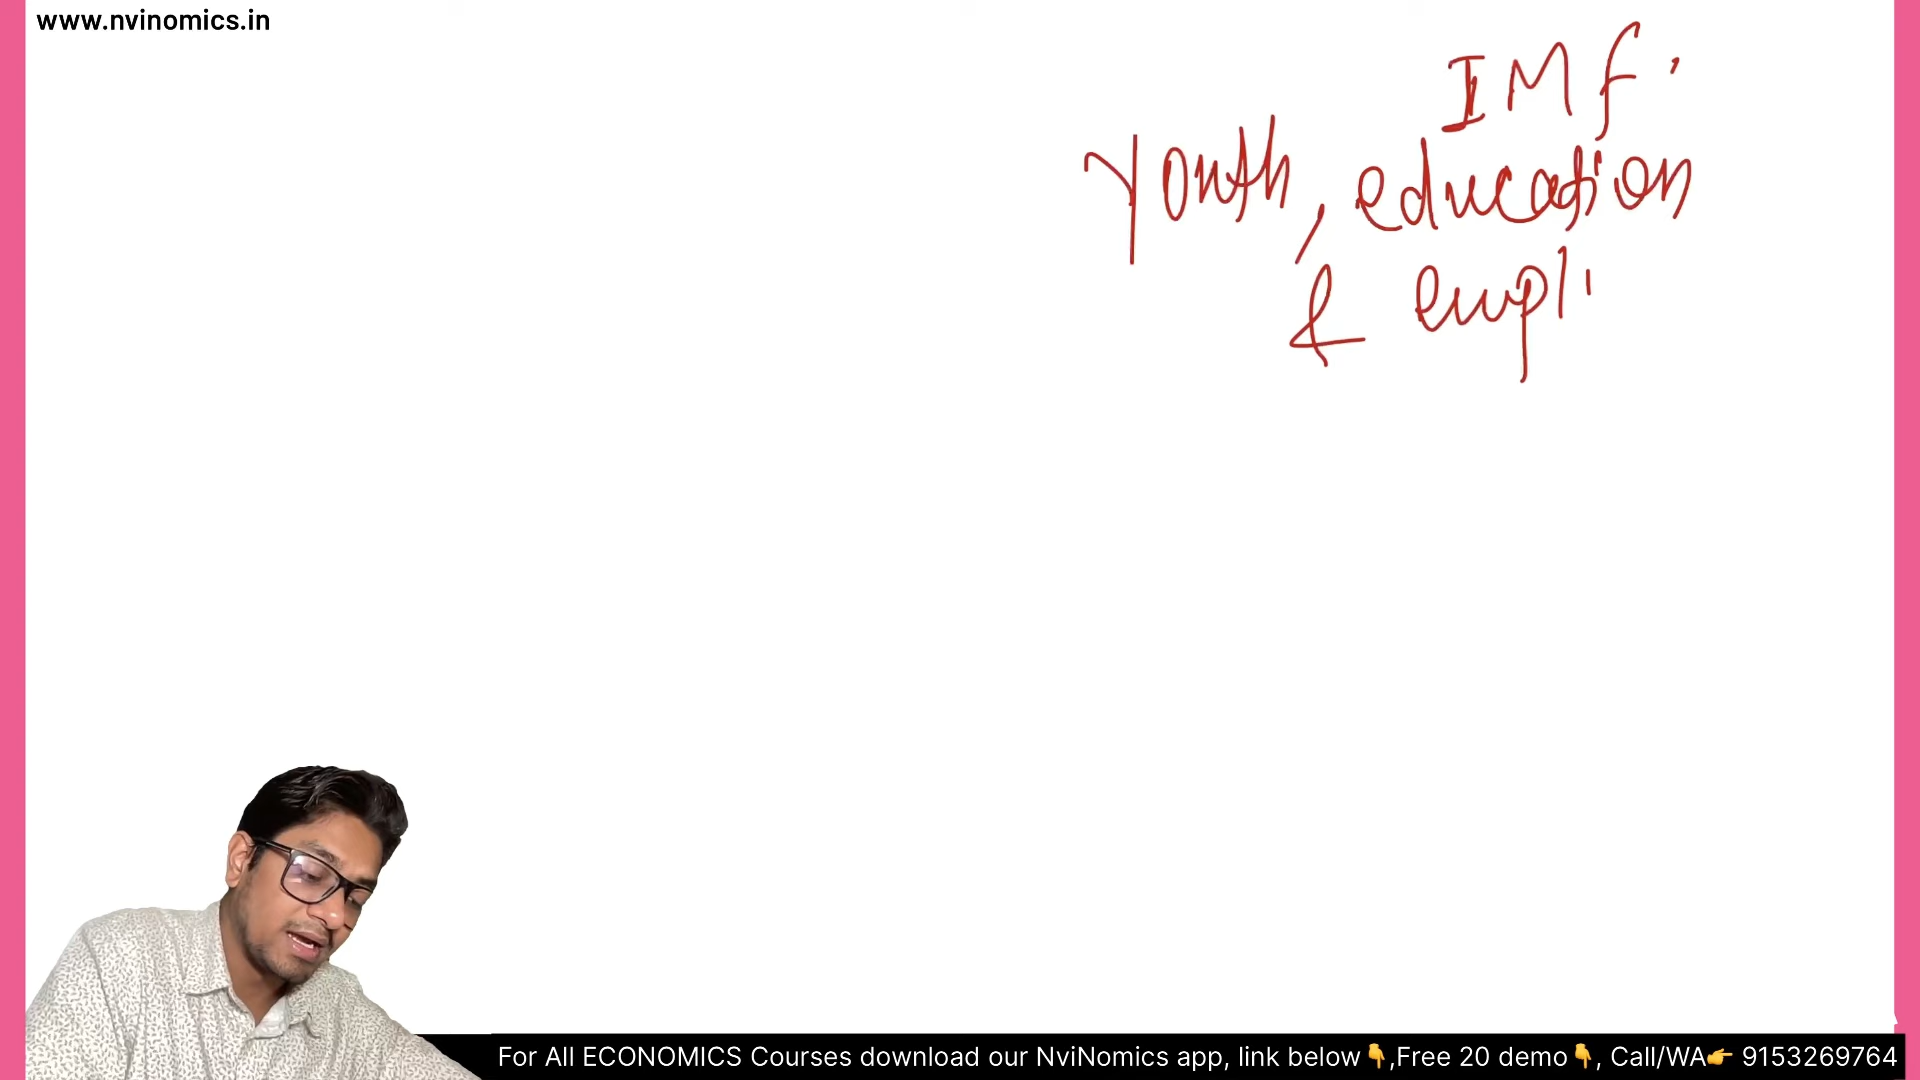 www.nvinomics.in
IMF.
Youth, education
& empl
For All ECONOMICS Courses download our NviNomics app, link below👇,Free 20 demo👇, Call/WA👉 9153269764